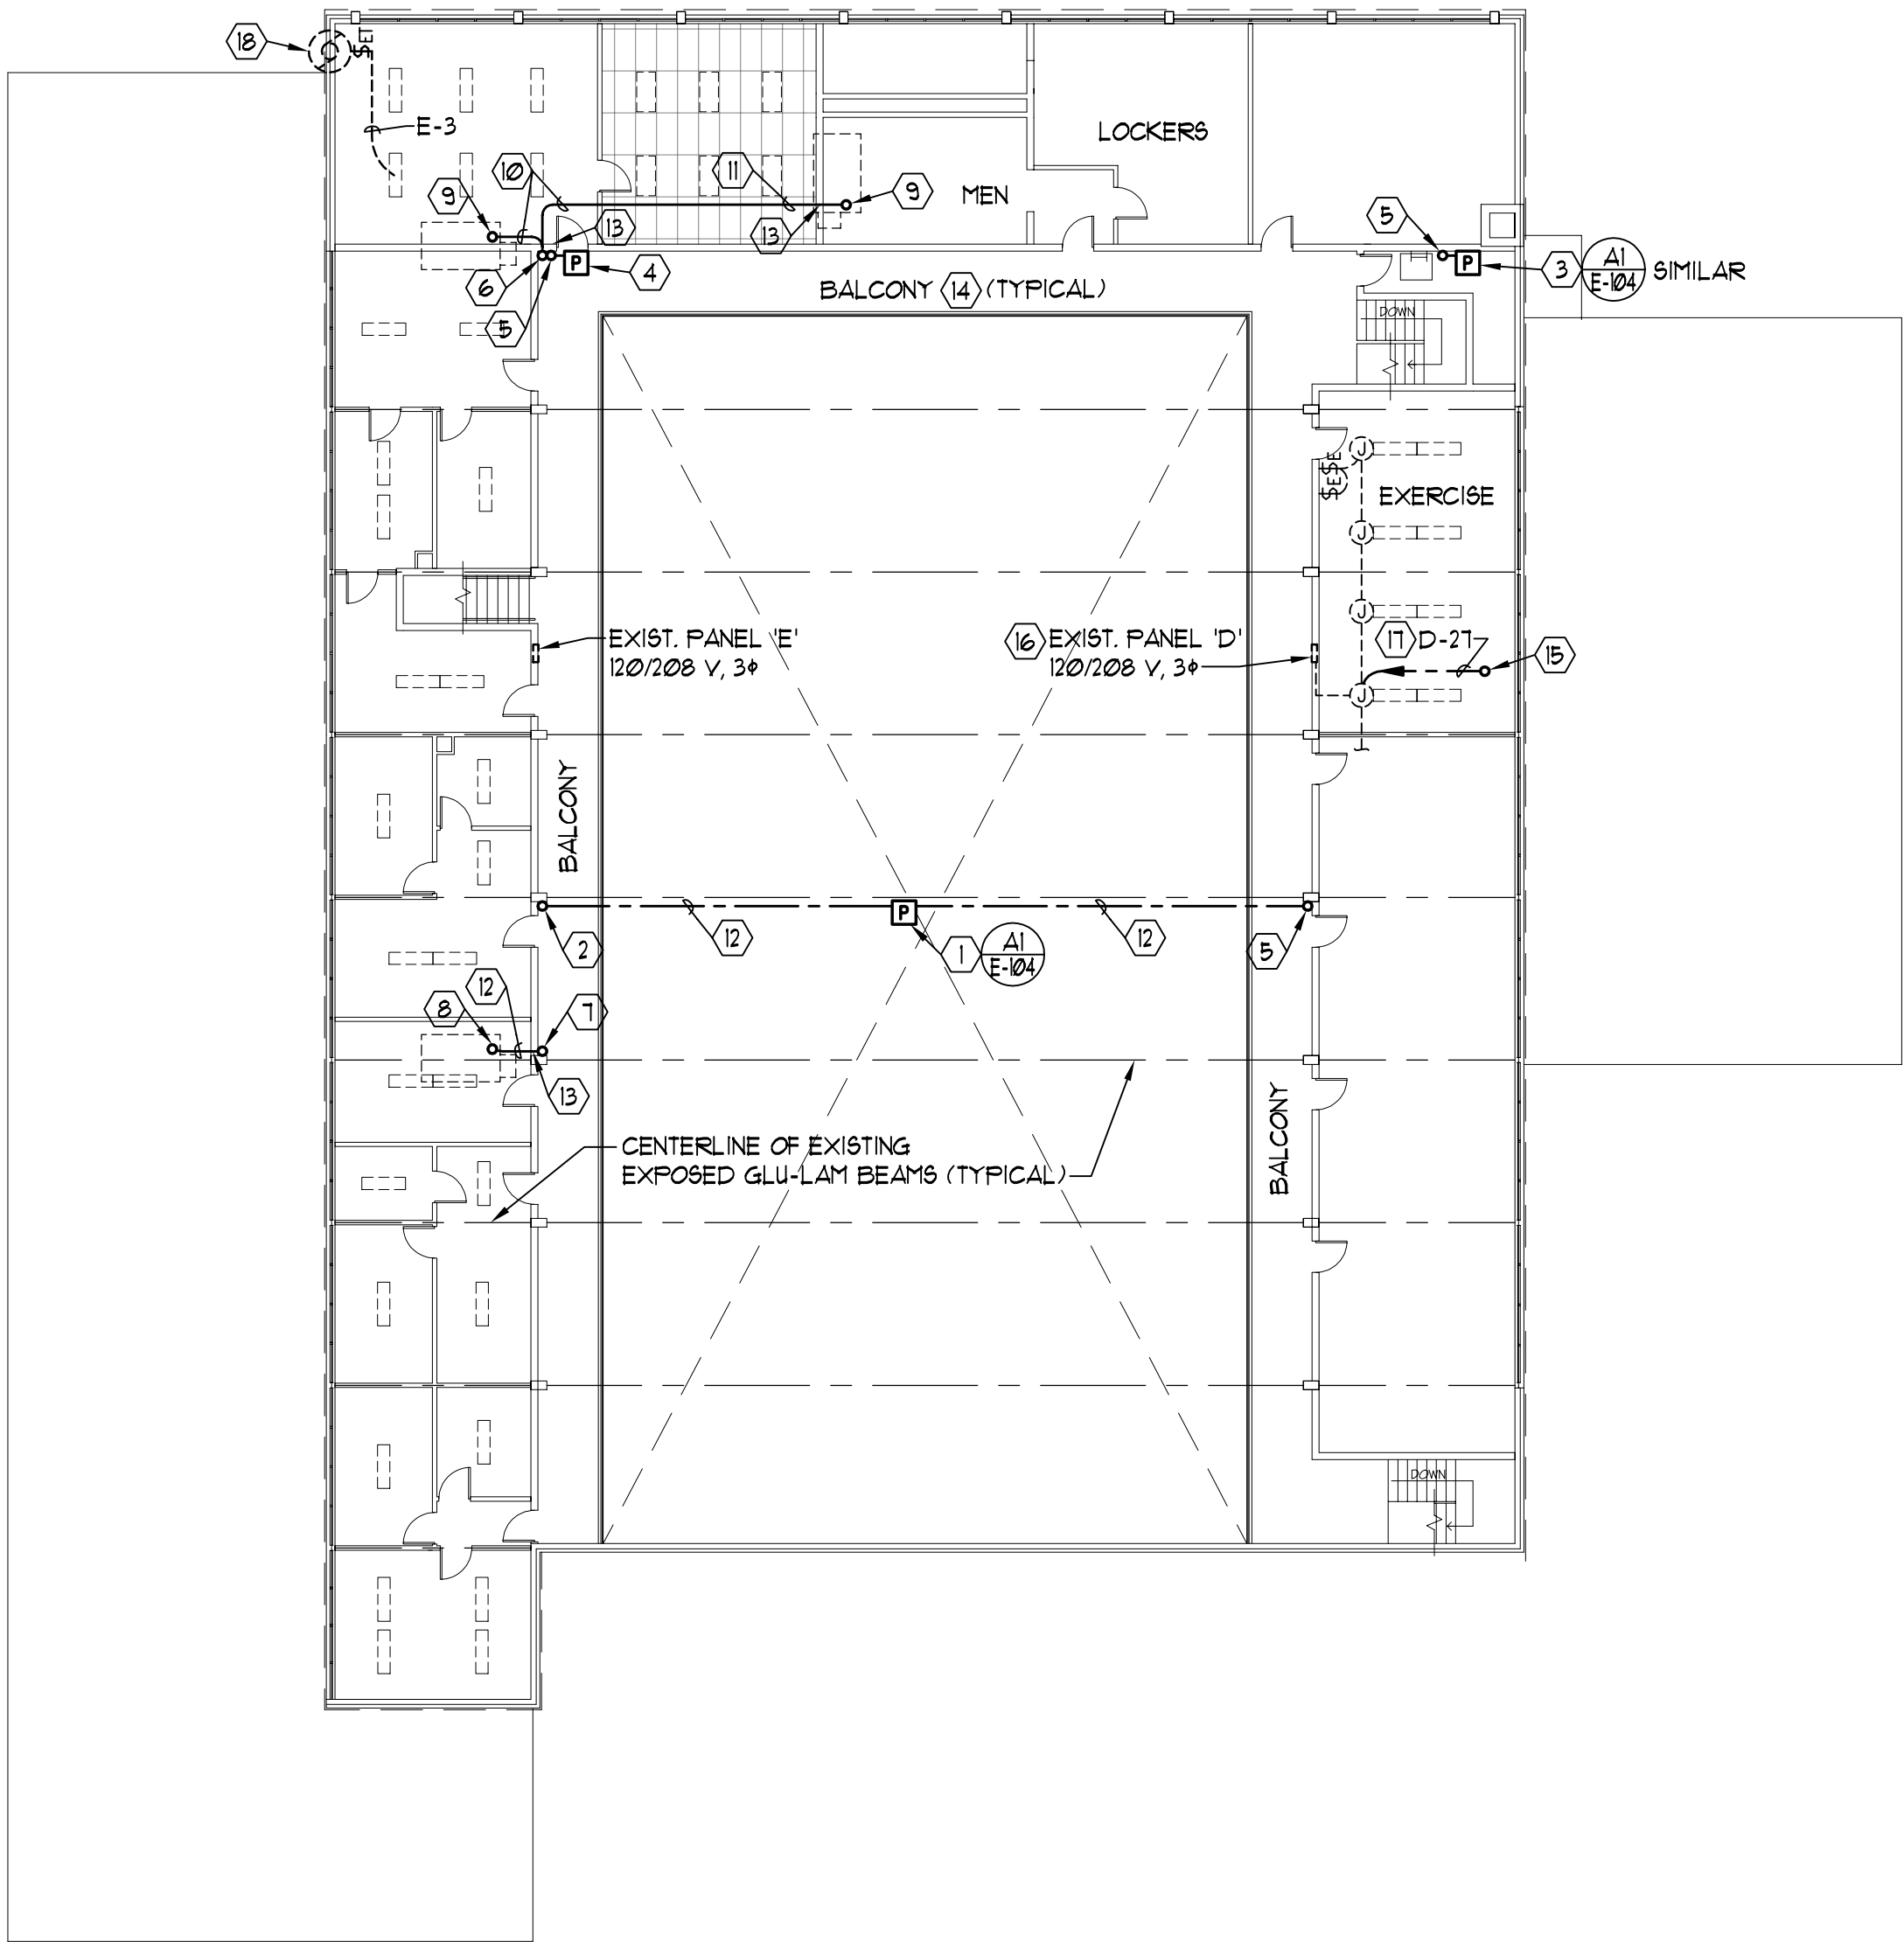 18
$ET
E-3
10
11
9
9
LOCKERS
MEN
13
13
5
P
4
P
3
A1
E-104
SIMILAR
6
5
BALCONY 14 (TYPICAL)
DOWN
J
$E$E
EXERCISE
J
J
EXIST. PANEL 'E'
120/208 V, 3ϕ
16 EXIST. PANEL 'D'
120/208 V, 3ϕ
17 D-27
15
J
BALCONY
P
2
12
1
A1
E-104
12
5
12
8
7
13
CENTERLINE OF EXISTING
EXPOSED GLU-LAM BEAMS (TYPICAL)
BALCONY
DOWN